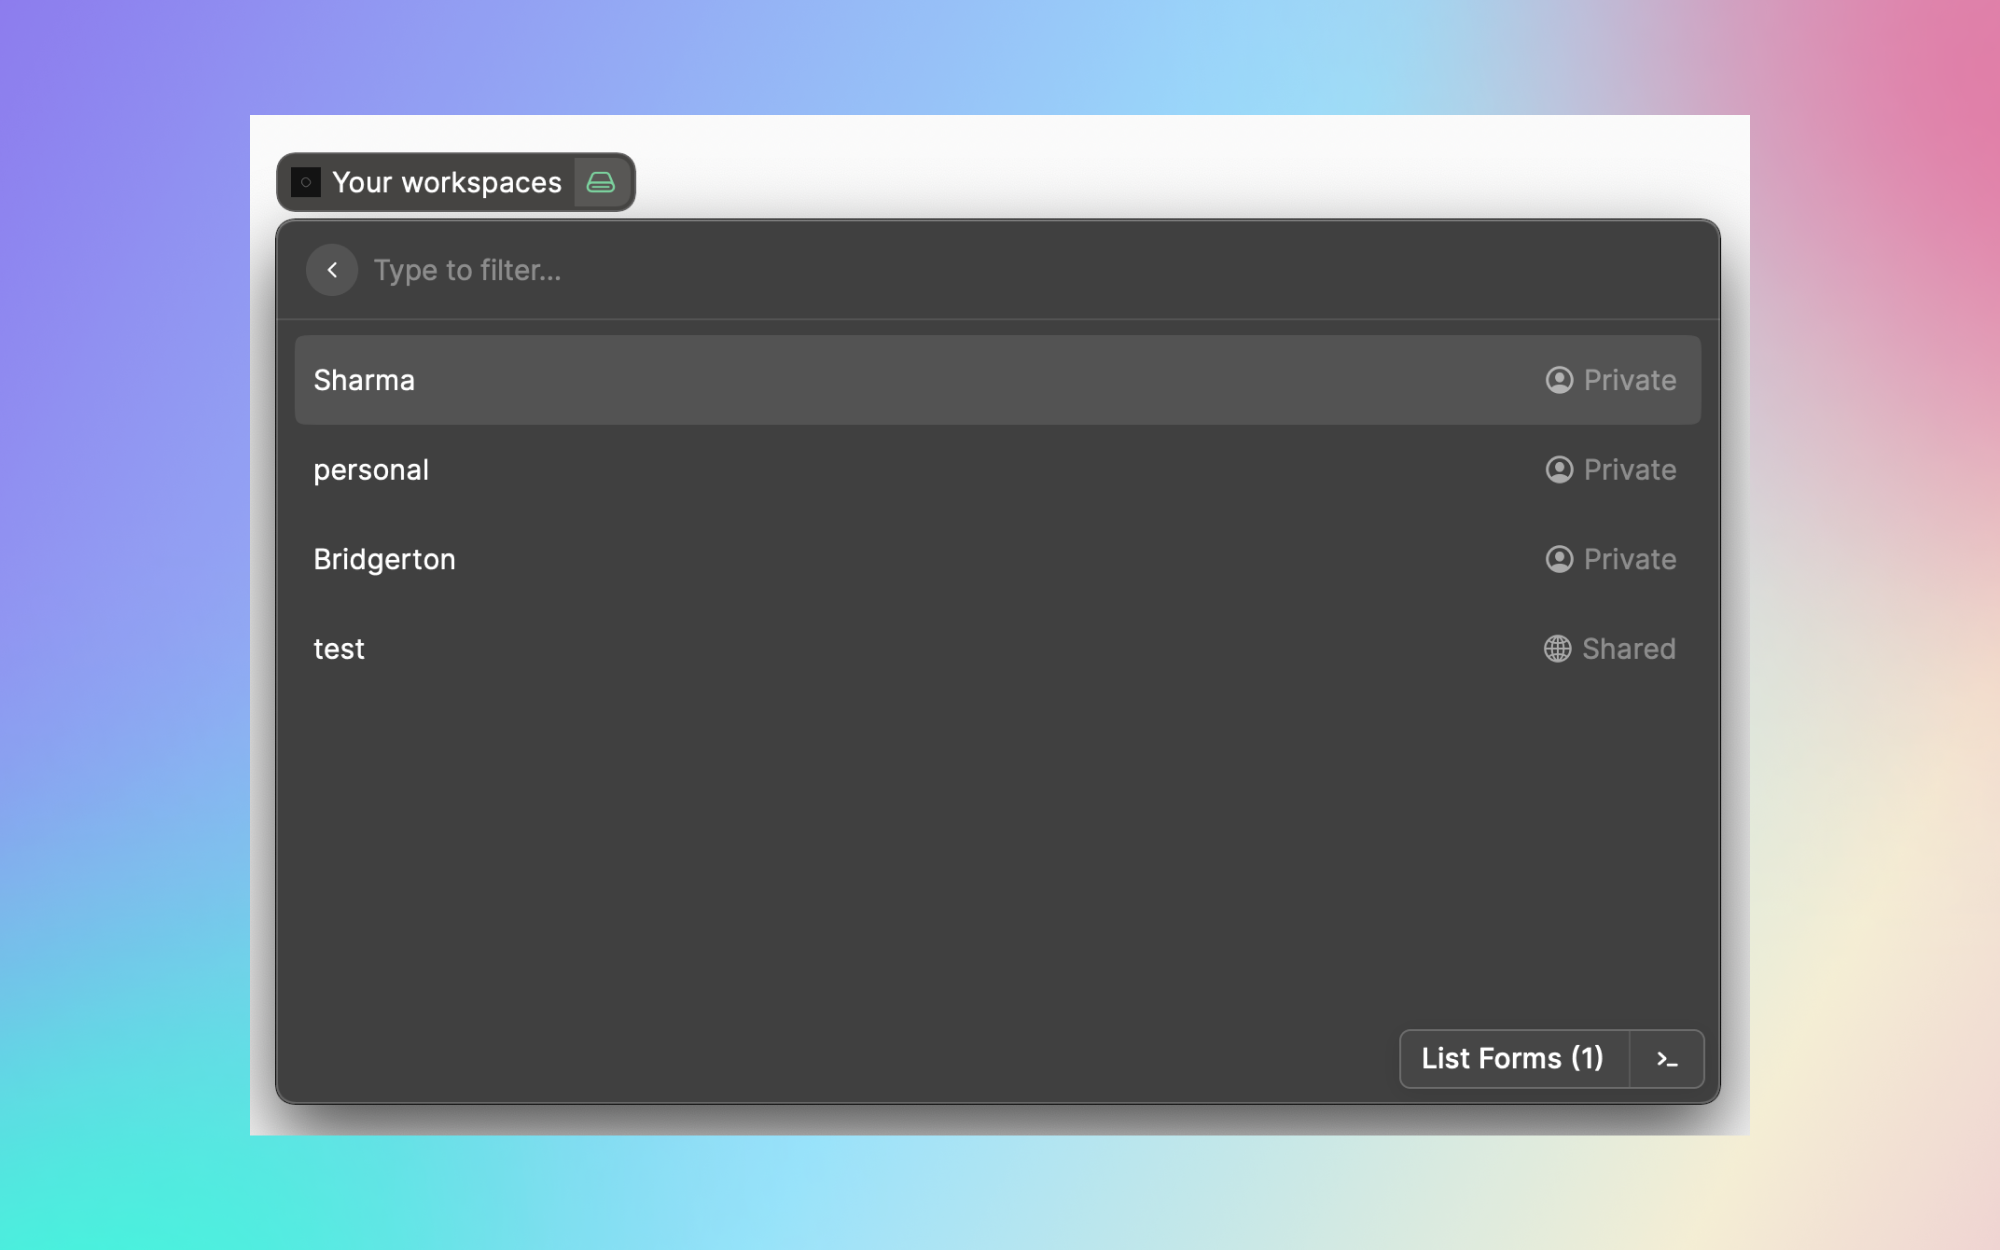 Your workspaces
Type to filter...
Sharma Private
personal Private
Bridgerton Private
test Shared
List Forms (1) >_